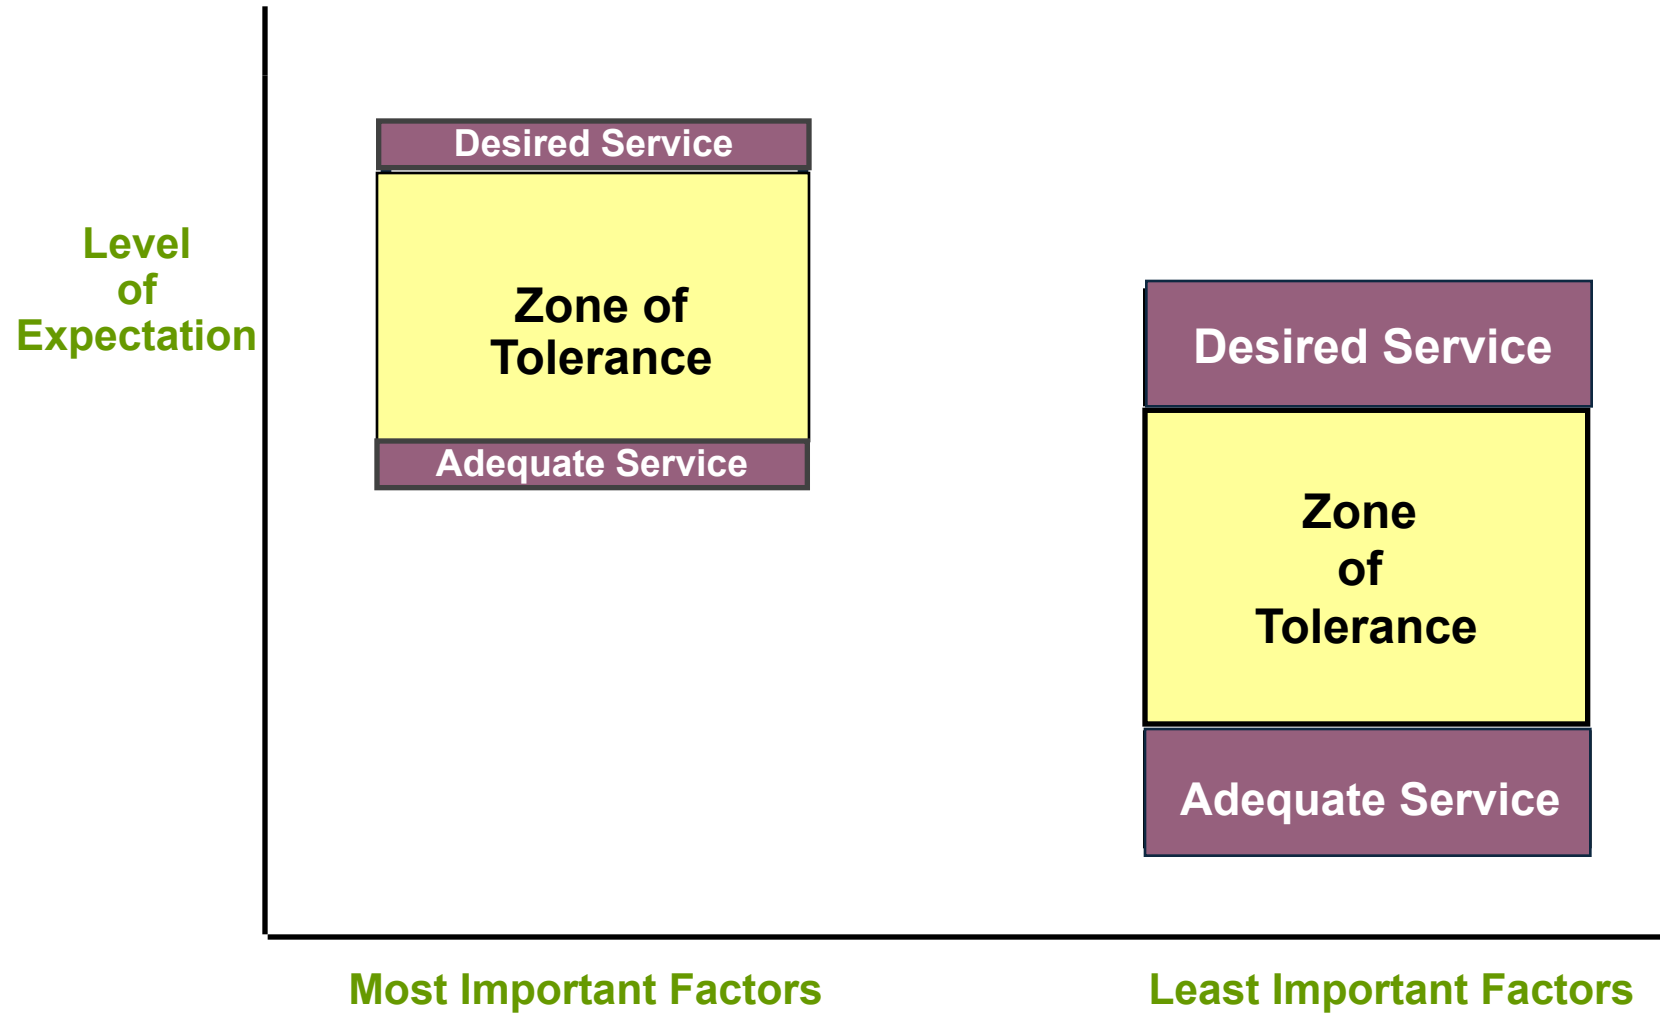 Level
of
Expectation
Desired Service
Zone of
Tolerance
Adequate Service
Desired Service
Zone
of
Tolerance
Adequate Service
Most Important Factors
Least Important Factors